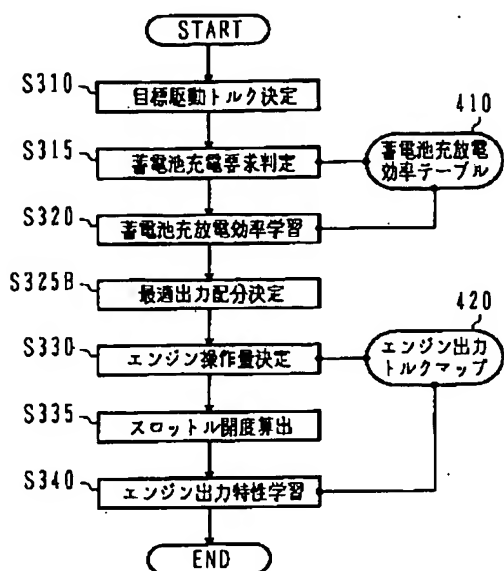 START
S310
目標駆動トルク決定
S315
蓄電池充電要求判定
410
蓄電池充放電
効率テーブル
S320
蓄電池充放電効率学習
S325B
最適出力配分決定
S330
エンジン操作量決定
420
エンジン出力
トルクマップ
S335
スロットル開度算出
S340
エンジン出力特性学習
END